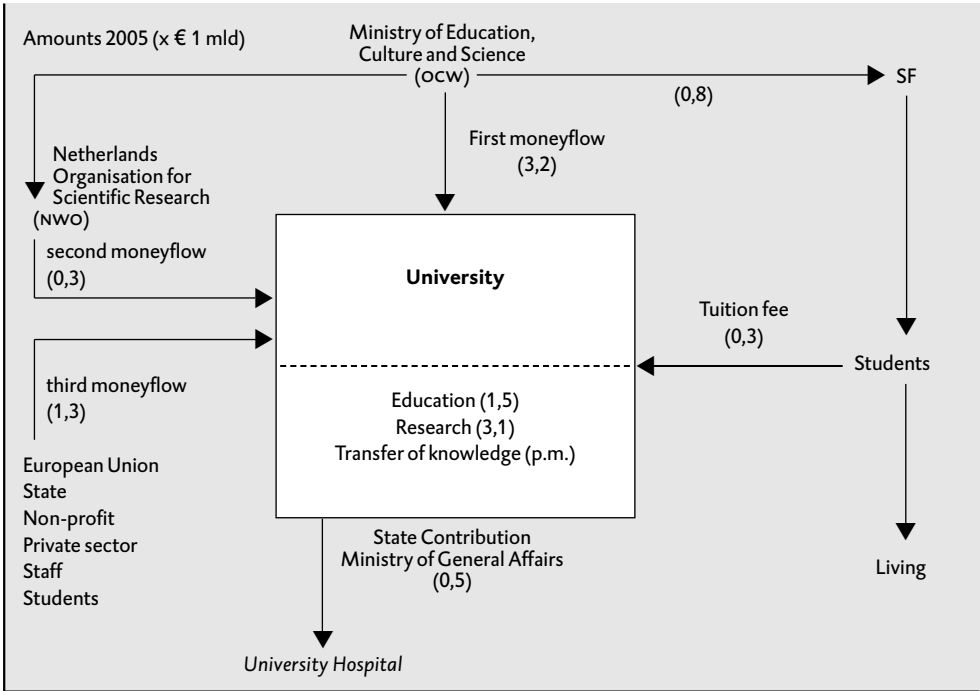 Amounts 2005 (x € 1 mld)
Ministry of Education,
Culture and Science
(OCW)
(0,8)
SF
First moneyflow
(3,2)
Netherlands
Organisation for
Scientific Research
(NWO)
second moneyflow
(0,3)
University
Tuition fee
(0,3)
Students
third moneyflow
(1,3)
Education (1,5)
Research (3,1)
Transfer of knowledge (p.m.)
European Union
State
Non-profit
Private sector
Staff
Students
State Contribution
Ministry of General Affairs
(0,5)
Living
University Hospital